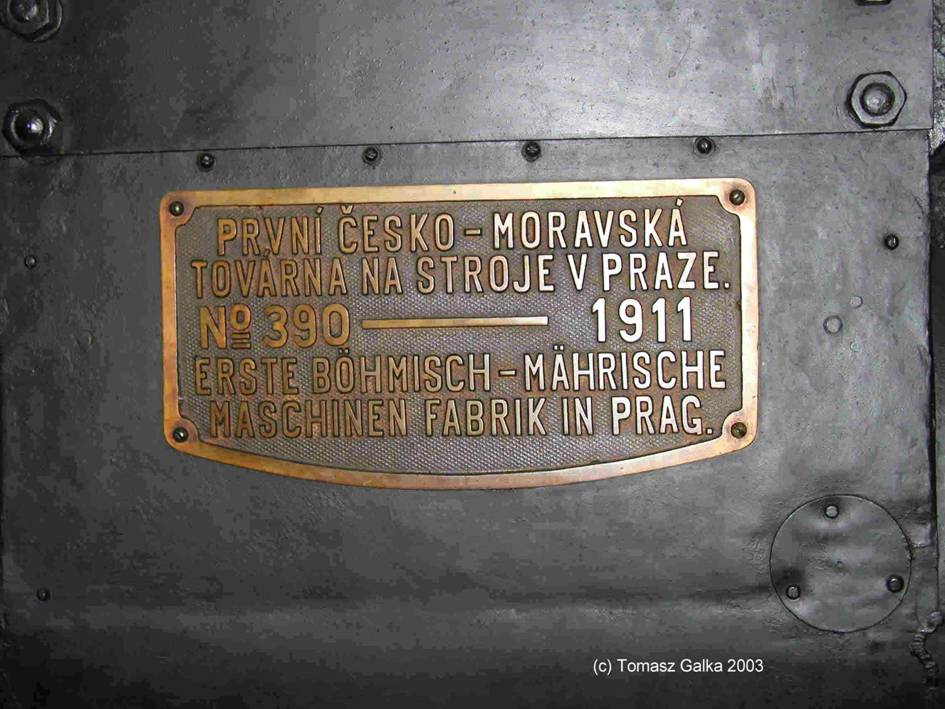 PRVNÍ ČESKO-MORAVSKÁ
TOVÁRNA NA STROJE V PRAZE.
Nº 390 — 1911
ERSTE BÖHMISCH-MÄHRISCHE
MASCHINEN FABRIK IN PRAG.
(c) Tomasz Galka 2003